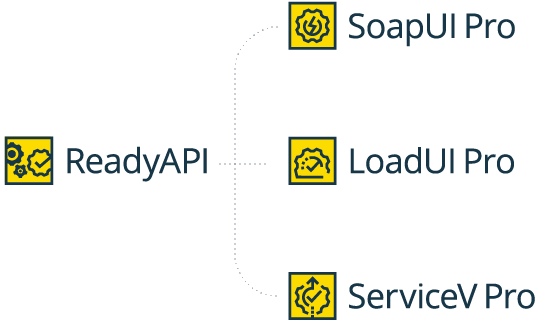 SoapUI Pro
ReadyAPI
LoadUI Pro
ServiceV Pro